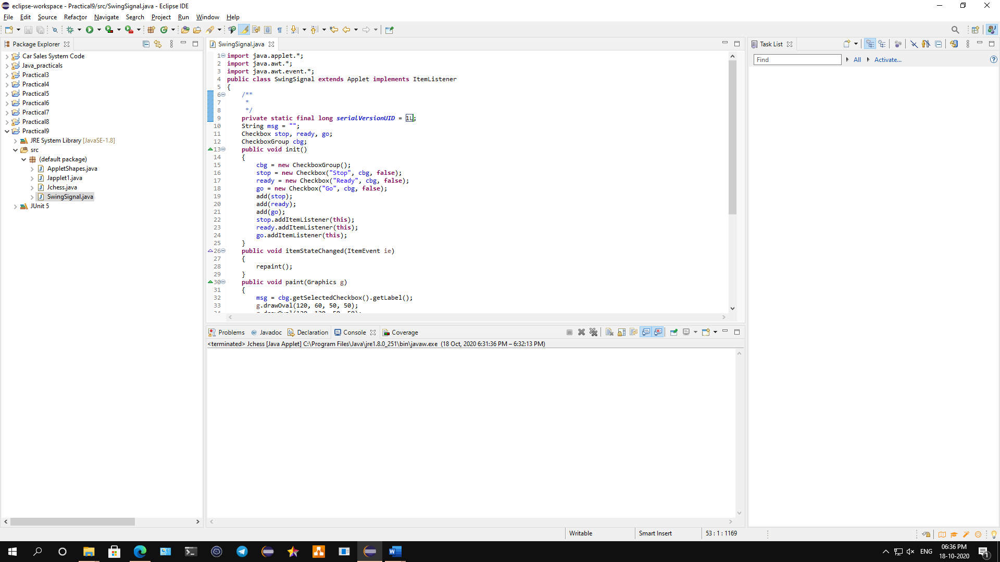 eclipse-workspace - Practical9/src/SwingSignal.java - Eclipse IDE
File Edit Source Refactor Navigate Search Project Run Window Help
Package Explorer
Car Sales System Code
Java_practicals
Practical3
Practical4
Practical5
Practical6
Practical7
Practical8
Practical9
JRE System Library [JavaSE-1.8]
src
(default package)
AppletShapes.java
Japplet1.java
Jchess.java
SwingSignal.java
JUnit 5
SwingSignal.java
1 import java.applet.*;
2 import java.awt.*;
3 import java.awt.event.*;
4 public class SwingSignal extends Applet implements ItemListener
5 {
6 /**
7 *
8 */
9 private static final long serialVersionUID = 1L;
10 String msg = "";
11 Checkbox stop, ready, go;
12 CheckboxGroup cbg;
13 public void init()
14 {
15 cbg = new CheckboxGroup();
16 stop = new Checkbox("Stop", cbg, false);
17 ready = new Checkbox("Ready", cbg, false);
18 go = new Checkbox("Go", cbg, false);
19 add(stop);
20 add(ready);
21 add(go);
22 stop.addItemListener(this);
23 ready.addItemListener(this);
24 go.addItemListener(this);
25 }
26 public void itemStateChanged(ItemEvent ie)
27 {
28 repaint();
29 }
30 public void paint(Graphics g)
31 {
32 msg = cbg.getSelectedCheckbox().getLabel();
33 g.drawOval(120, 60, 50, 50);
Problems @ Javadoc Declaration Console Coverage
<terminated> Jchess [Java Applet] C:\Program Files\Java\jre1.8.0_251\bin\javaw.exe (18 Oct, 2020 6:31:36 PM – 6:32:13 PM)
Task List
Find All Activate...
Writable Smart Insert 53 : 1 : 1169
ENG 06:36 PM
18-10-2020
1